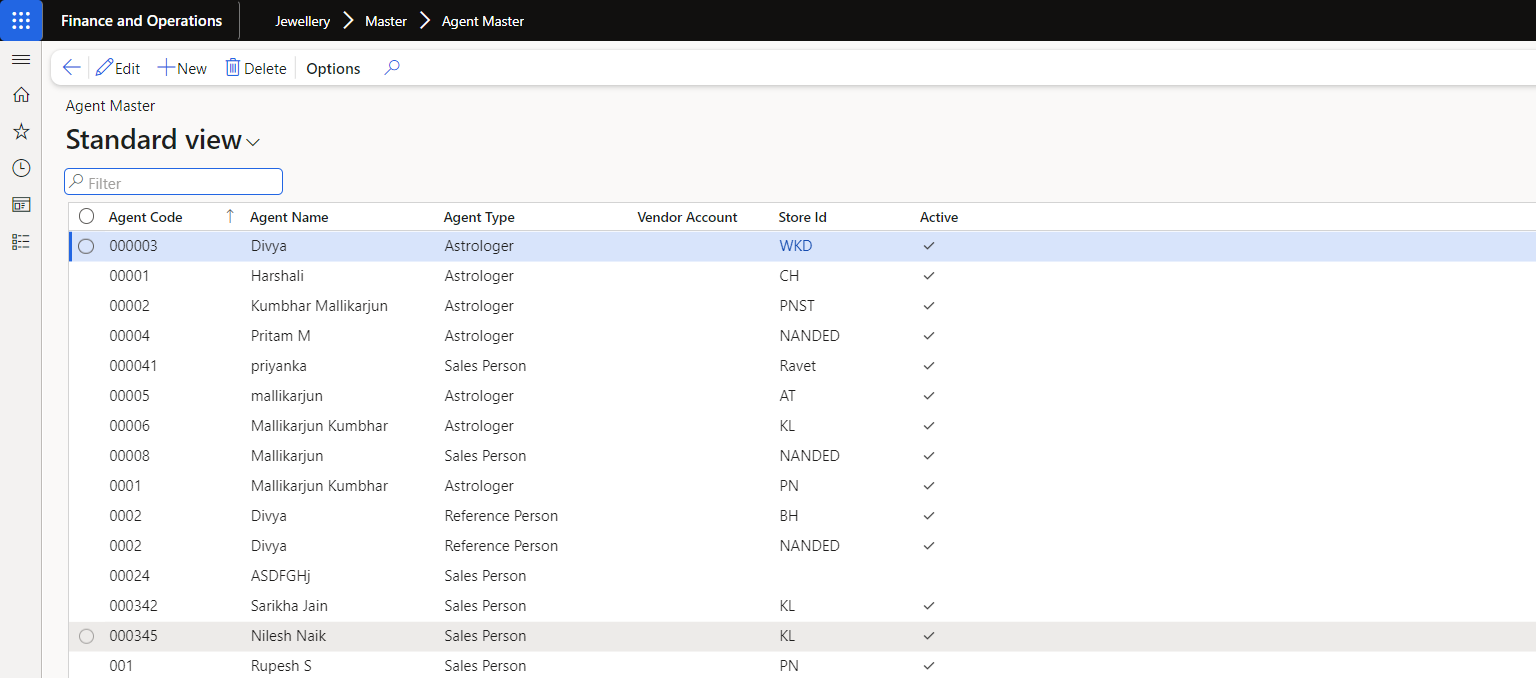 Finance and Operations Jewellery Master Agent Master
Edit New Delete Options
Agent Master
Standard view
Filter
Agent Code Agent Name Agent Type Vendor Account Store Id Active
000003 Divya Astrologer WKD
00001 Harshali Astrologer CH
00002 Kumbhar Mallikarjun Astrologer PNST
00004 Pritam M Astrologer NANDED
000041 priyanka Sales Person Ravet
00005 mallikarjun Astrologer AT
00006 Mallikarjun Kumbhar Astrologer KL
00008 Mallikarjun Sales Person NANDED
0001 Mallikarjun Kumbhar Astrologer PN
0002 Divya Reference Person BH
0002 Divya Reference Person NANDED
00024 ASDFGHj Sales Person
000342 Sarikha Jain Sales Person KL
000345 Nilesh Naik Sales Person KL
001 Rupesh S Sales Person PN